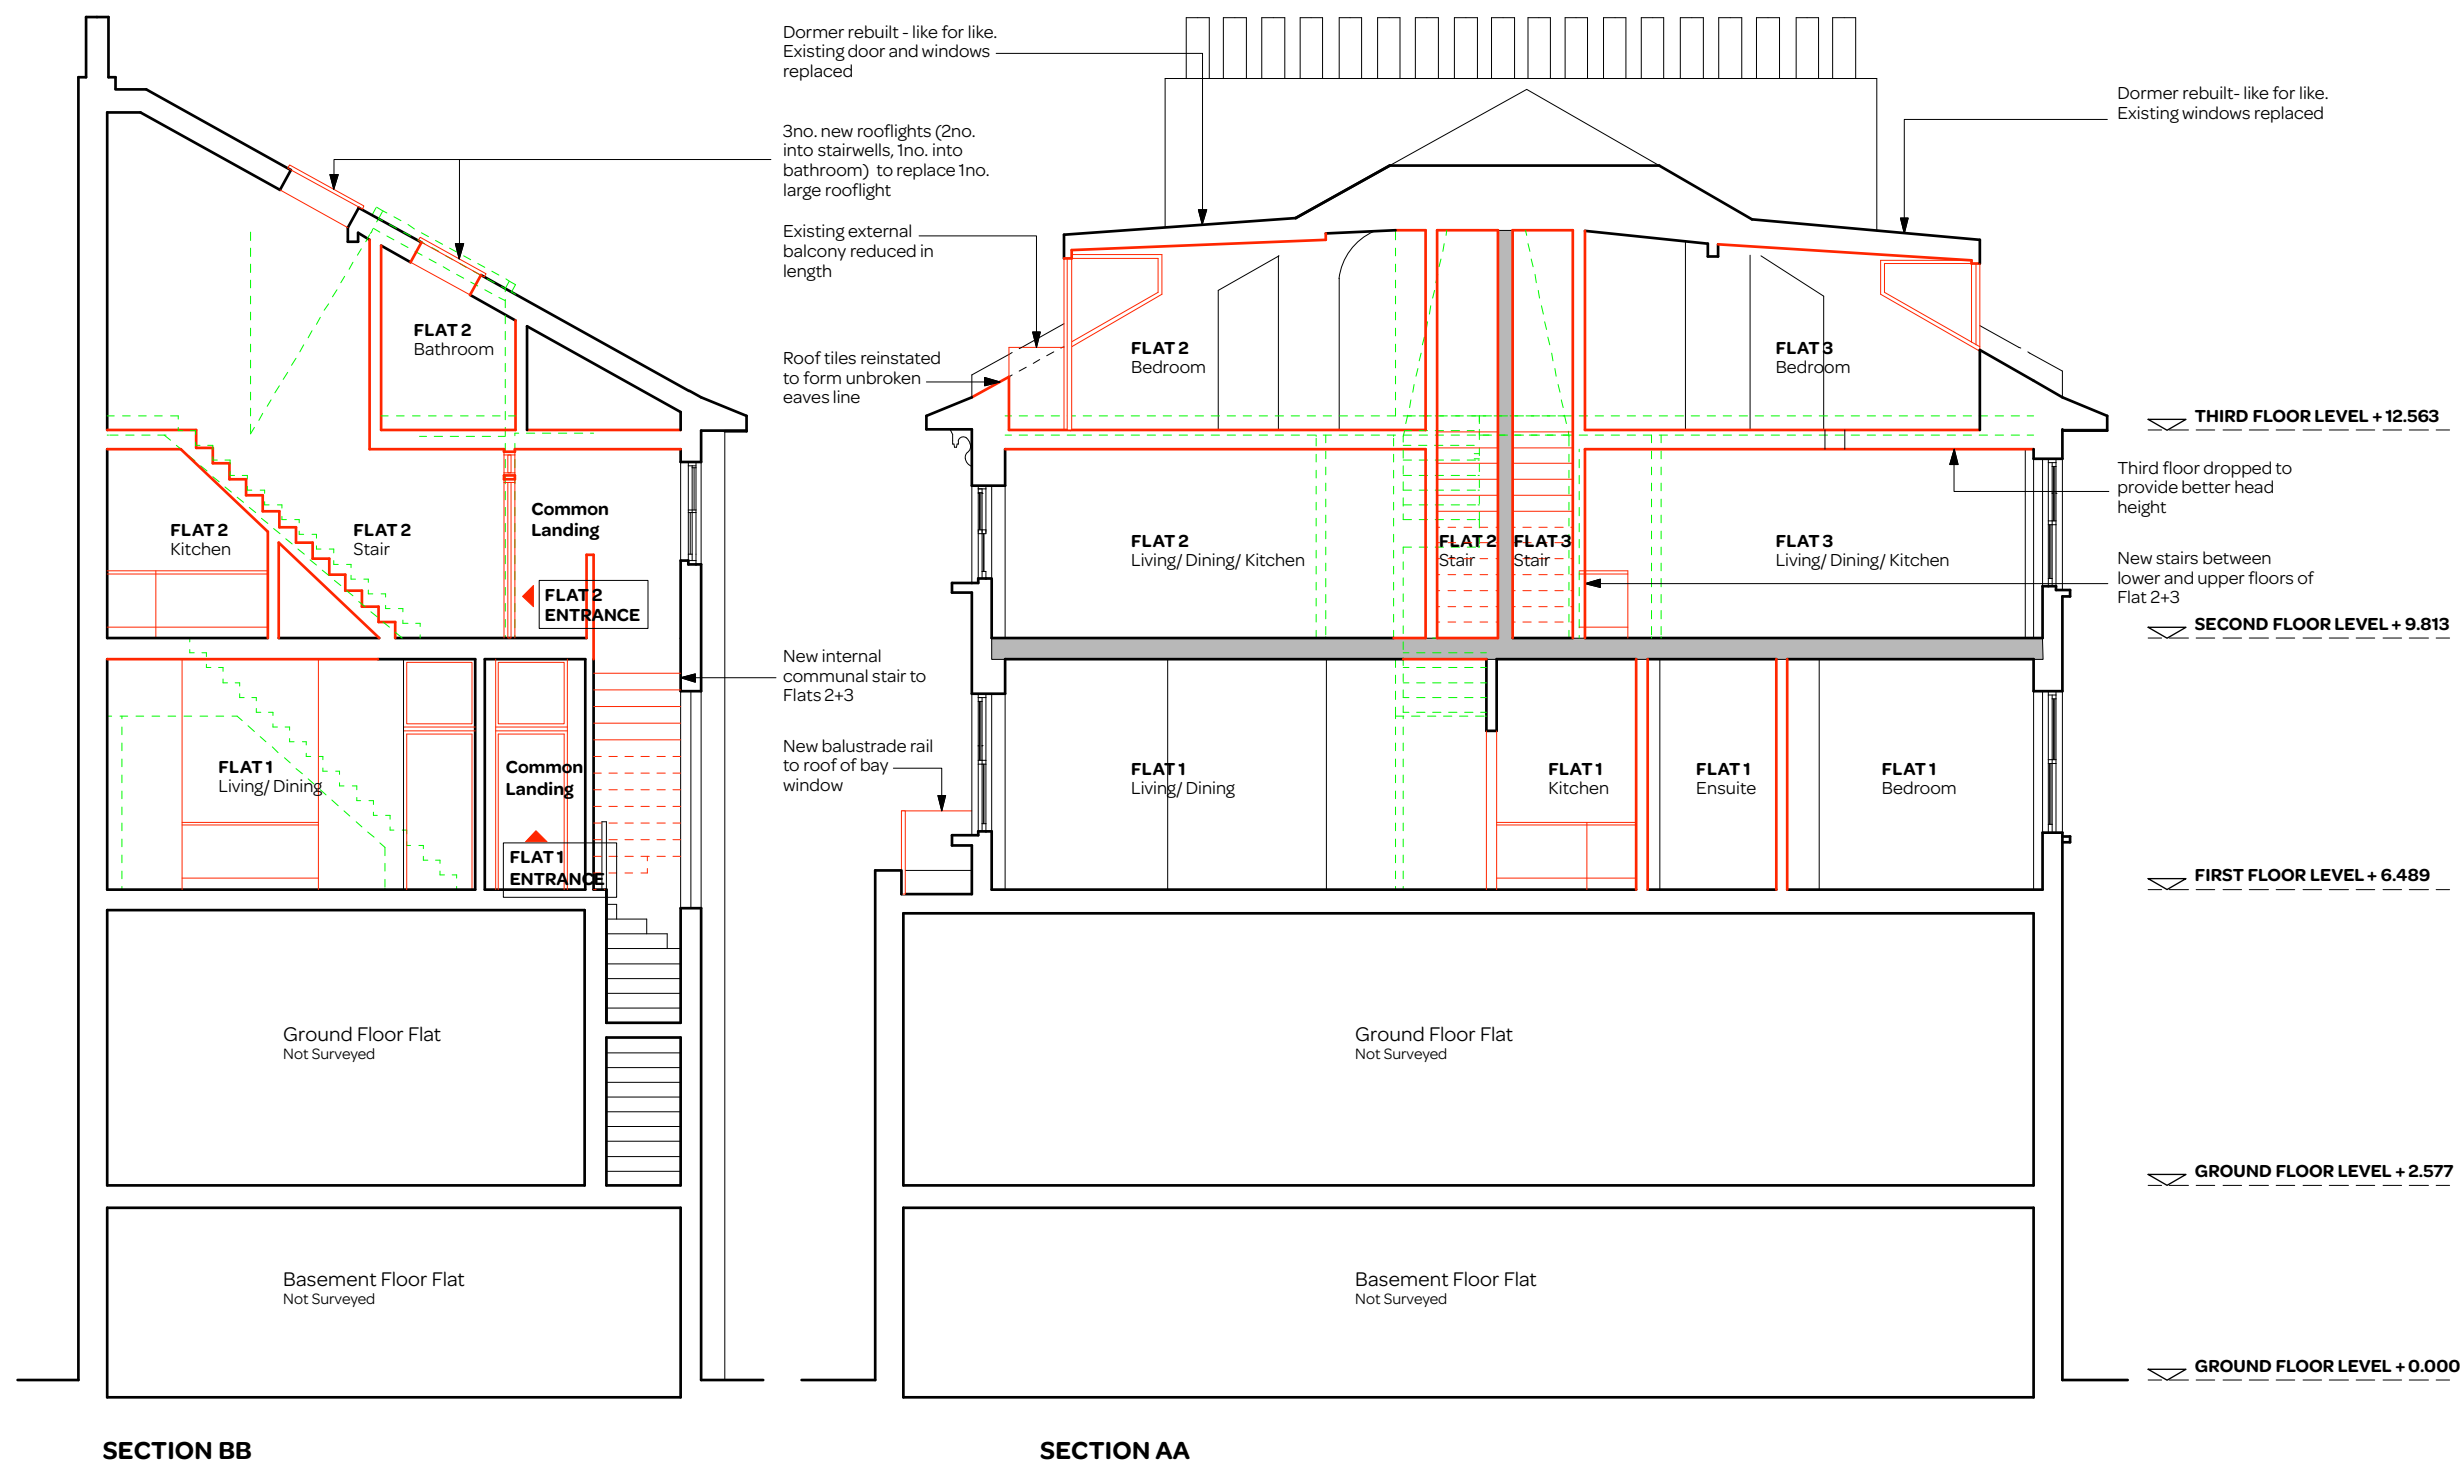 Dormer rebuilt - like for like.
Existing door and windows
replaced
3no. new rooflights (2no.
into stairwells, 1no. into
bathroom) to replace 1no.
large rooflight
Existing external
balcony reduced in
length
Roof tiles reinstated
to form unbroken
eaves line
New internal
communal stair to
Flats 2+3
New balustrade rail
to roof of bay
window
FLAT 2
Bathroom
FLAT 2
Kitchen
FLAT 2
Stair
Common
Landing
FLAT 2
ENTRANCE
FLAT 1
Living/ Dining
Common
Landing
FLAT 1
ENTRANCE
Ground Floor Flat
Not Surveyed
Basement Floor Flat
Not Surveyed
SECTION BB
FLAT 2
Bedroom
FLAT 3
Bedroom
FLAT 2
Living/ Dining/ Kitchen
FLAT 2
Stair
FLAT 3
Stair
FLAT 3
Living/ Dining/ Kitchen
FLAT 1
Living/ Dining
FLAT 1
Kitchen
FLAT 1
Ensuite
FLAT 1
Bedroom
Ground Floor Flat
Not Surveyed
Basement Floor Flat
Not Surveyed
SECTION AA
Dormer rebuilt- like for like.
Existing windows replaced
THIRD FLOOR LEVEL + 12.563
Third floor dropped to
provide better head
height
New stairs between
lower and upper floors of
Flat 2+3
SECOND FLOOR LEVEL + 9.813
FIRST FLOOR LEVEL + 6.489
GROUND FLOOR LEVEL + 2.577
GROUND FLOOR LEVEL + 0.000